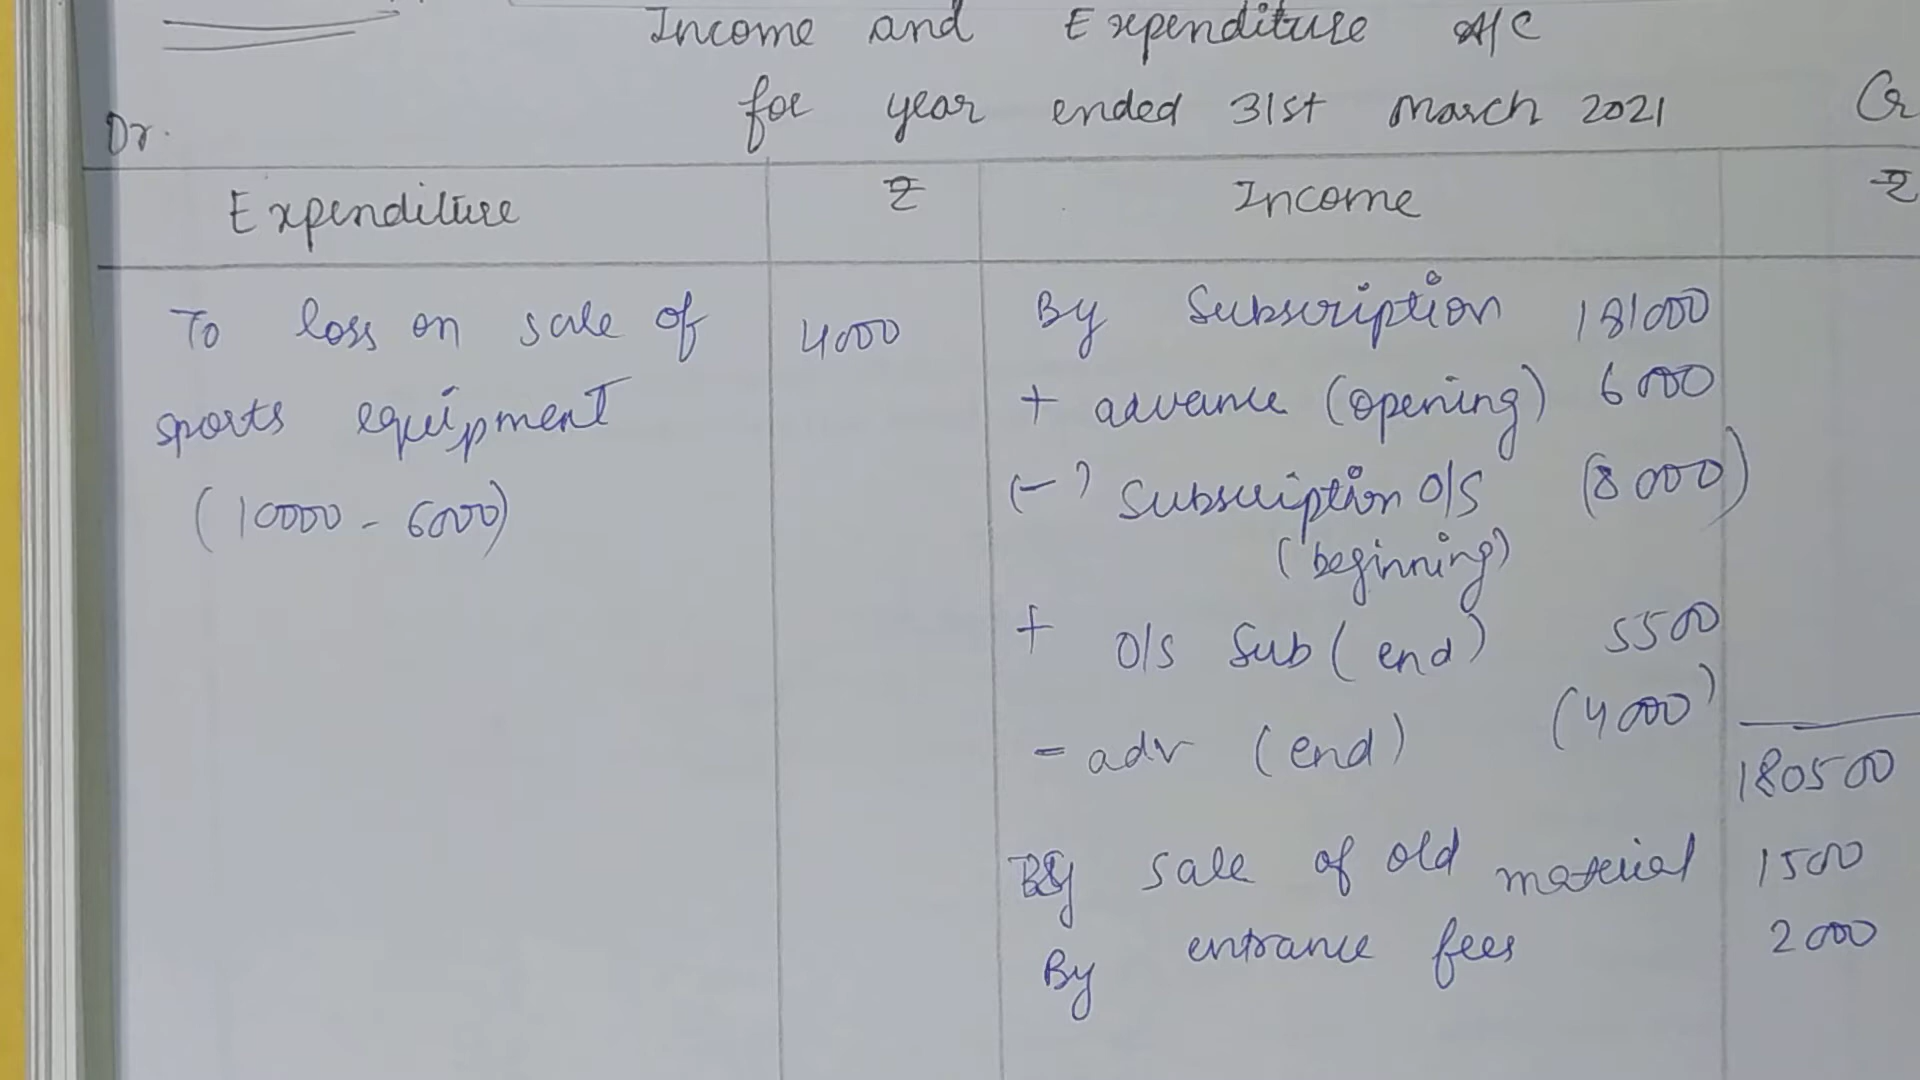 Income and Expenditure A/C
for year ended 31st March 2021
Dr. Cr
Expenditure ₹ Income ₹
To loss on sale of 4000 By Subscription 181000
sports equipment + advance (opening) 6000
(10000 - 6000) (-) Subscription O/S (8000)
(beginning)
+ O/S Sub (end) 5500
- adv (end) (4000)
180500
By sale of old material 1500
By entrance fees 2000